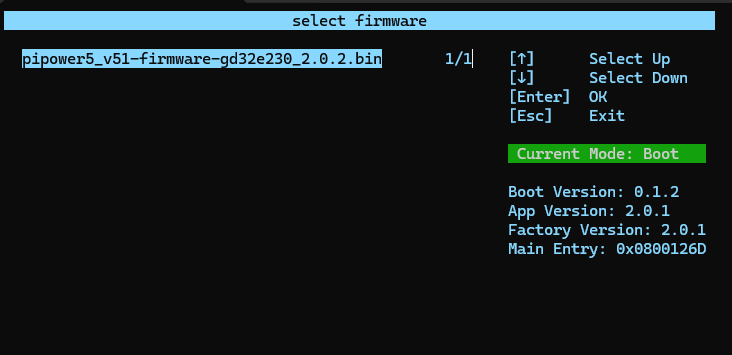 select firmware
pipower5_v51-firmware-gd32e230_2.0.2.bin 1/1
[↑] Select Up
[↓] Select Down
[Enter] OK
[Esc] Exit
Current Mode: Boot
Boot Version: 0.1.2
App Version: 2.0.1
Factory Version: 2.0.1
Main Entry: 0x0800126D